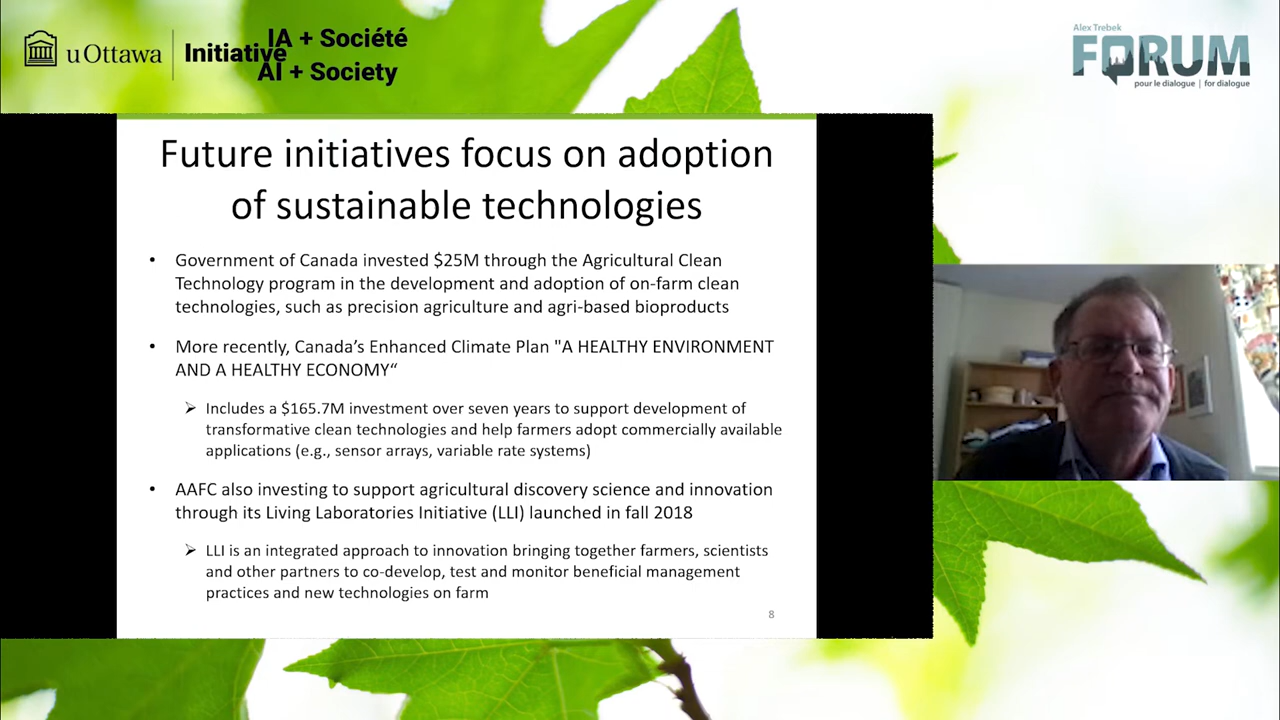 uOttawa
Initiative
IA + Société
AI + Society
Alex Trebek
FORUM
pour le dialogue | for dialogue
Future initiatives focus on adoption
of sustainable technologies
• Government of Canada invested $25M through the Agricultural Clean
Technology program in the development and adoption of on-farm clean
technologies, such as precision agriculture and agri-based bioproducts
• More recently, Canada’s Enhanced Climate Plan "A HEALTHY ENVIRONMENT
AND A HEALTHY ECONOMY“
➢ Includes a $165.7M investment over seven years to support development of
transformative clean technologies and help farmers adopt commercially available
applications (e.g., sensor arrays, variable rate systems)
• AAFC also investing to support agricultural discovery science and innovation
through its Living Laboratories Initiative (LLI) launched in fall 2018
➢ LLI is an integrated approach to innovation bringing together farmers, scientists
and other partners to co-develop, test and monitor beneficial management
practices and new technologies on farm
8